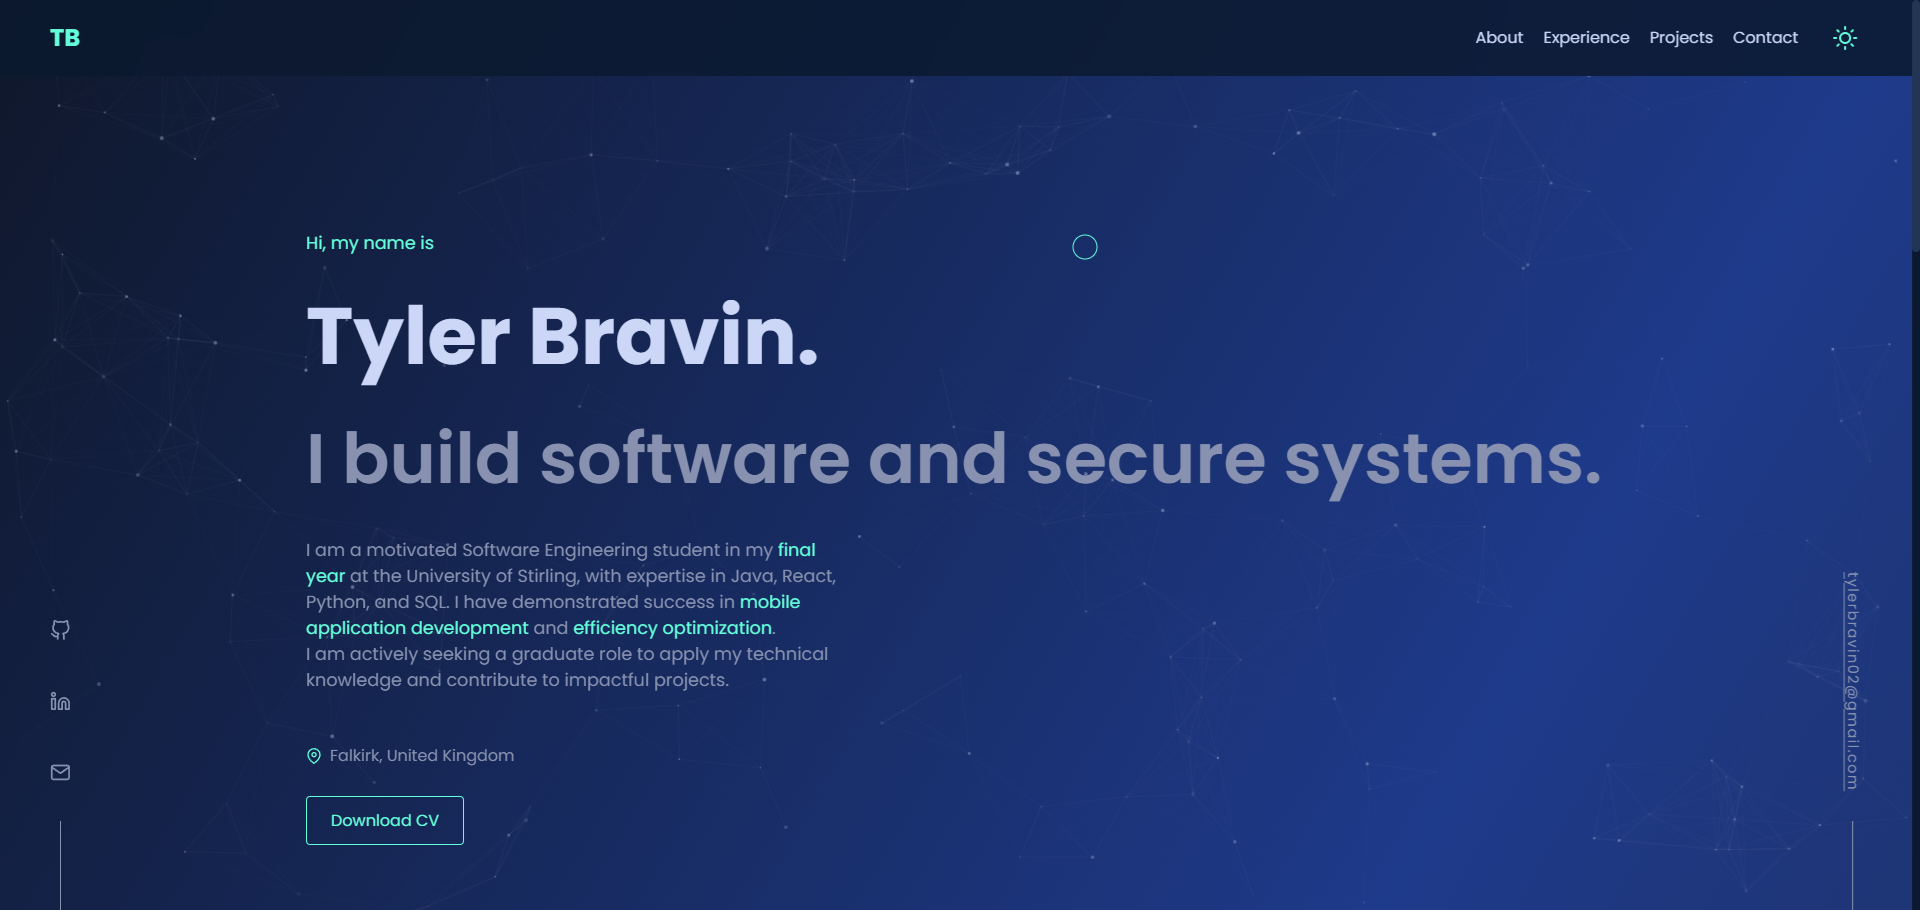 TB
About Experience Projects Contact
Hi, my name is
Tyler Bravin.
I build software and secure systems.
I am a motivated Software Engineering student in my final
year at the University of Stirling, with expertise in Java, React,
Python, and SQL. I have demonstrated success in mobile
application development and efficiency optimization.
I am actively seeking a graduate role to apply my technical
knowledge and contribute to impactful projects.
Falkirk, United Kingdom
Download CV
tylerbravin02@gmail.com